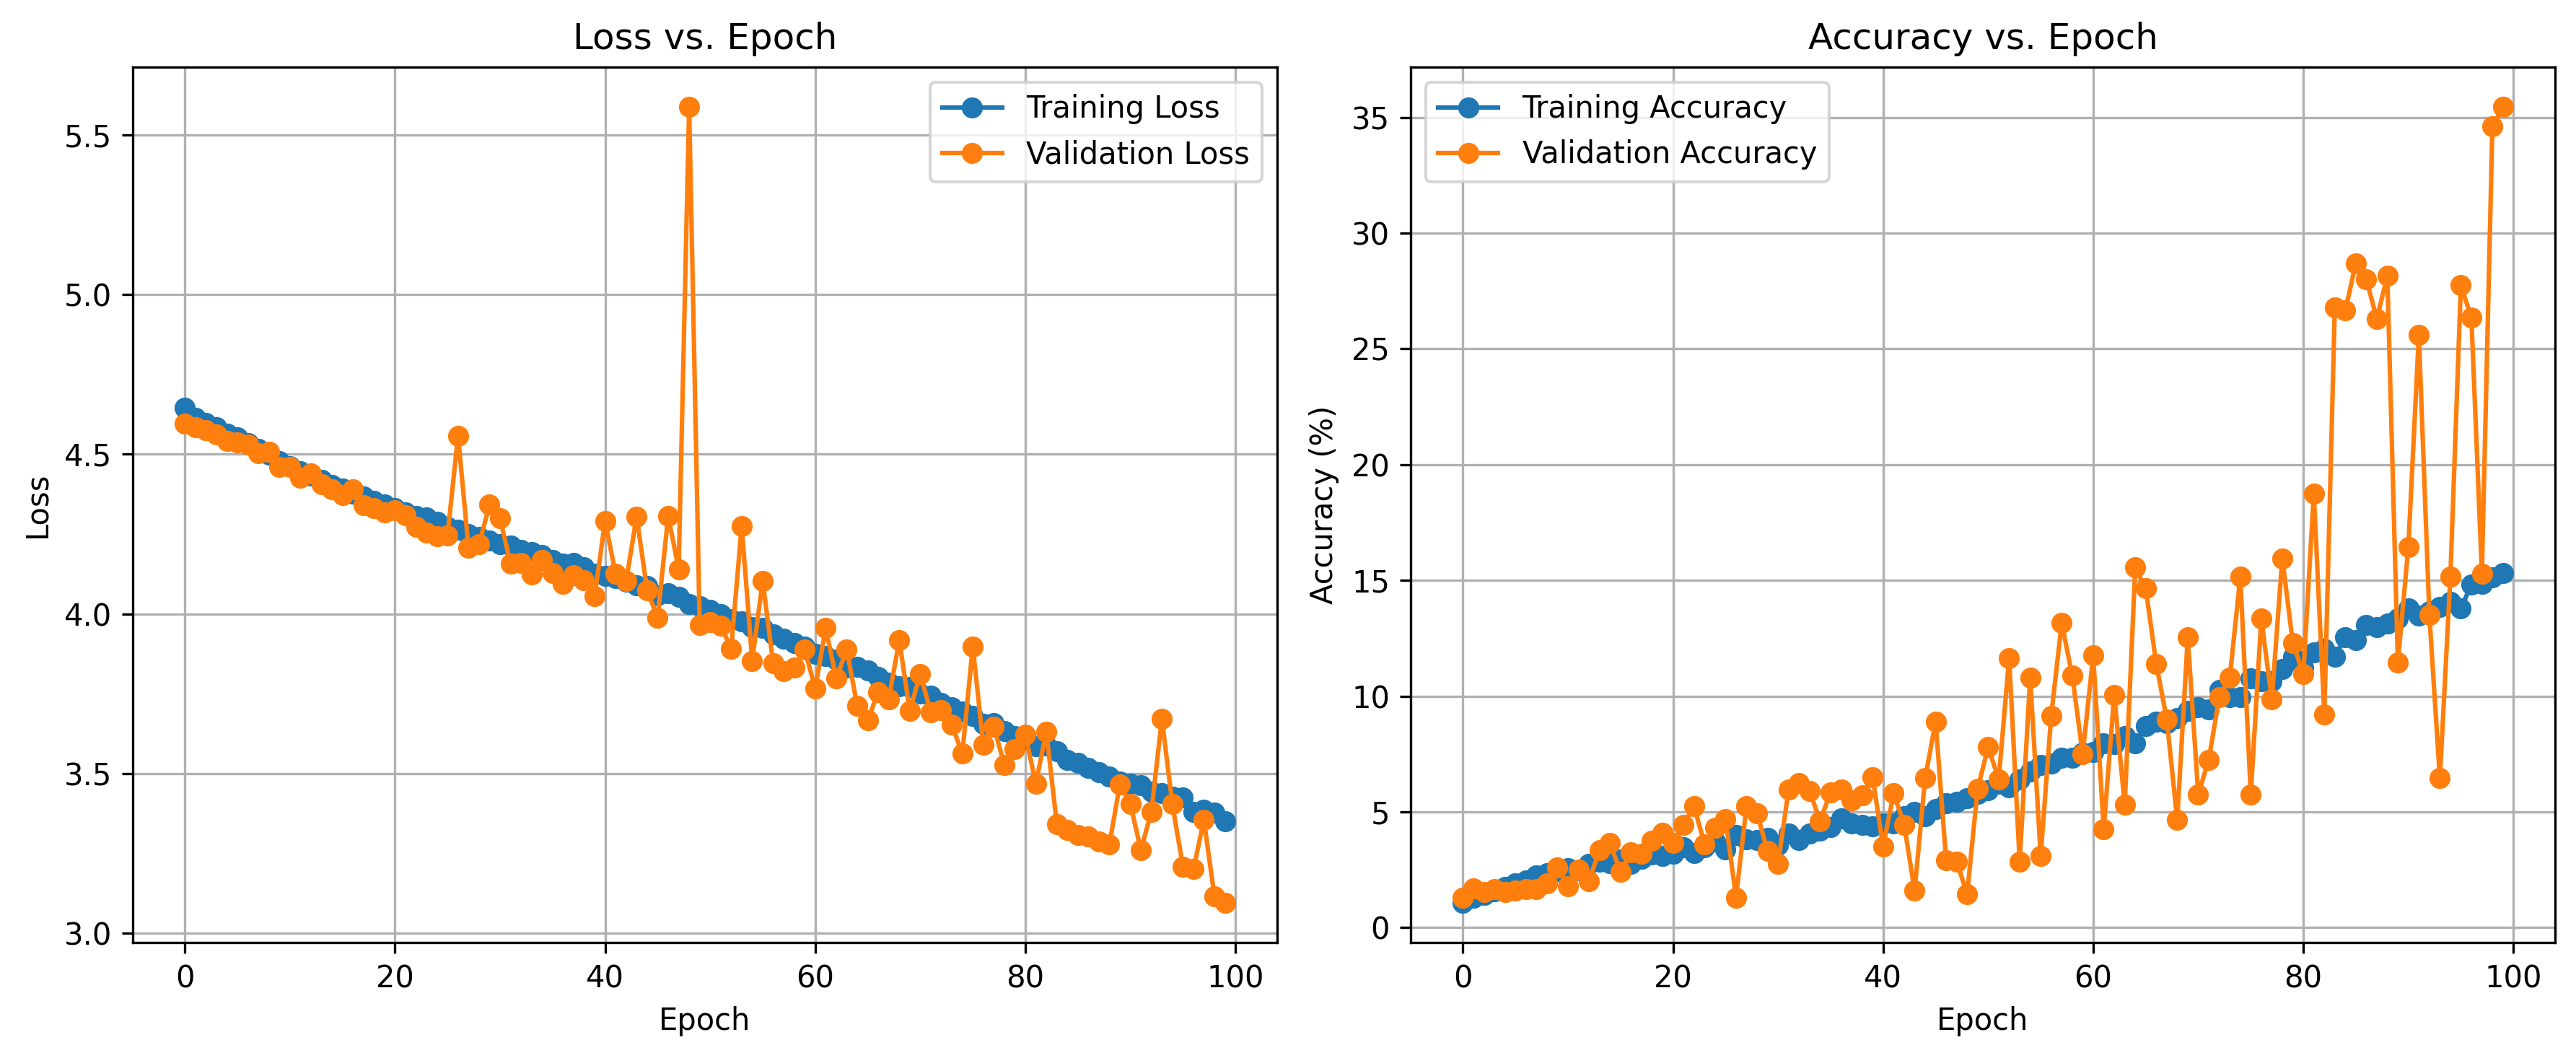 Loss vs. Epoch
Training Loss
Validation Loss
5.5
5.0
4.5
4.0
3.5
3.0
Loss
0 20 40 60 80 100
Epoch
Accuracy vs. Epoch
Training Accuracy
Validation Accuracy
35
30
25
20
15
10
5
0
Accuracy (%)
0 20 40 60 80 100
Epoch